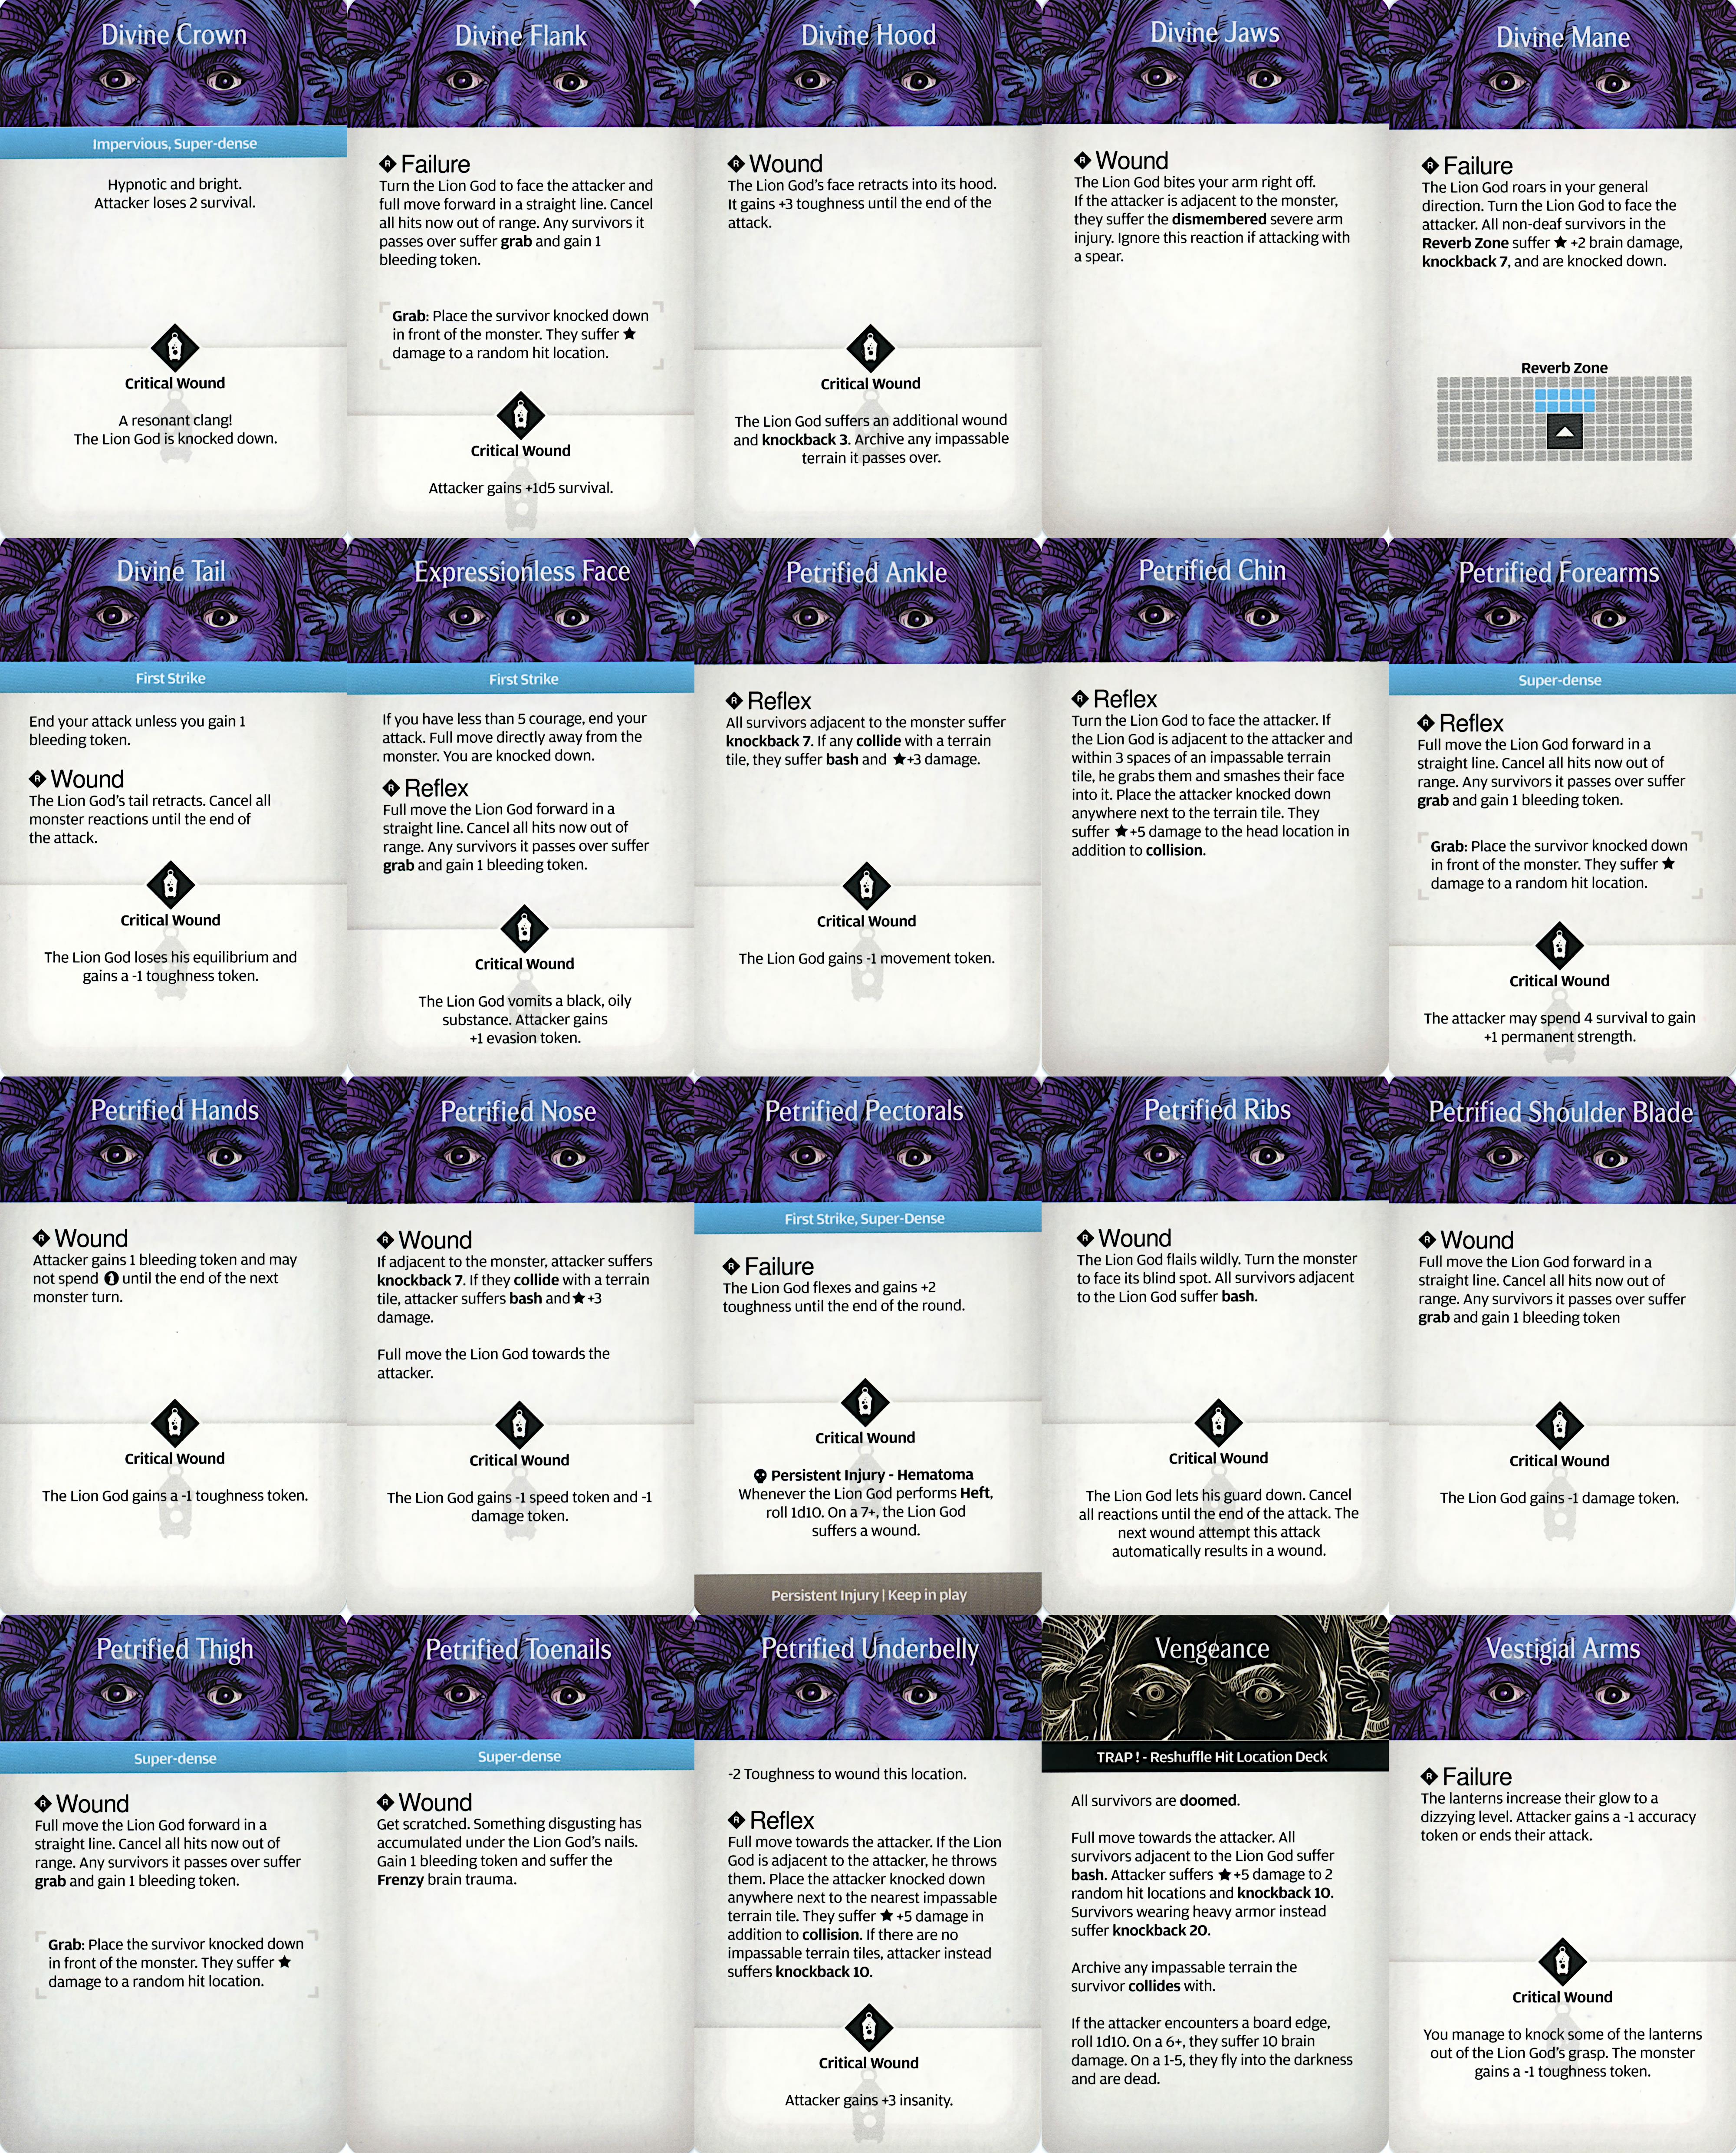 Divine Crown
Impervious, Super-dense
Hypnotic and bright.
Attacker loses 2 survival.
Critical Wound
A resonant clang!
The Lion God is knocked down.
Divine Flank
Failure
Turn the Lion God to face the attacker and
full move forward in a straight line. Cancel
all hits now out of range. Any survivors it
passes over suffer grab and gain 1
bleeding token.
Grab: Place the survivor knocked down
in front of the monster. They suffer ★
damage to a random hit location.
Critical Wound
Attacker gains +1d5 survival.
Divine Hood
Wound
The Lion God's face retracts into its hood.
It gains +3 toughness until the end of the
attack.
Critical Wound
The Lion God suffers an additional wound
and knockback 3. Archive any impassable
terrain it passes over.
Divine Jaws
Wound
The Lion God bites your arm right off.
If the attacker is adjacent to the monster,
they suffer the dismembered severe arm
injury. Ignore this reaction if attacking with
a spear.
Divine Mane
Failure
The Lion God roars in your general
direction. Turn the Lion God to face the
attacker. All non-deaf survivors in the
Reverb Zone suffer ★ +2 brain damage,
knockback 7, and are knocked down.
Reverb Zone
Divine Tail
First Strike
End your attack unless you gain 1
bleeding token.
Wound
The Lion God's tail retracts. Cancel all
monster reactions until the end of
the attack.
Critical Wound
The Lion God loses his equilibrium and
gains a -1 toughness token.
Expressionless Face
First Strike
If you have less than 5 courage, end your
attack. Full move directly away from the
monster. You are knocked down.
Reflex
Full move the Lion God forward in a
straight line. Cancel all hits now out of
range. Any survivors it passes over suffer
grab and gain 1 bleeding token.
Critical Wound
The Lion God vomits a black, oily
substance. Attacker gains
+1 evasion token.
Petrified Ankle
Reflex
All survivors adjacent to the monster suffer
knockback 7. If any collide with a terrain
tile, they suffer bash and ★+3 damage.
Critical Wound
The Lion God gains -1 movement token.
Petrified Chin
Reflex
Turn the Lion God to face the attacker. If
the Lion God is adjacent to the attacker and
within 3 spaces of an impassable terrain
tile, he grabs them and smashes their face
into it. Place the attacker knocked down
anywhere next to the terrain tile. They
suffer ★+5 damage to the head location in
addition to collision.
Petrified Forearms
Super-dense
Reflex
Full move the Lion God forward in a
straight line. Cancel all hits now out of
range. Any survivors it passes over suffer
grab and gain 1 bleeding token.
Grab: Place the survivor knocked down
in front of the monster. They suffer ★
damage to a random hit location.
Critical Wound
The attacker may spend 4 survival to gain
+1 permanent strength.
Petrified Hands
Wound
Attacker gains 1 bleeding token and may
not spend until the end of the next
monster turn.
Critical Wound
The Lion God gains a -1 toughness token.
Petrified Nose
Wound
If adjacent to the monster, attacker suffers
knockback 7. If they collide with a terrain
tile, attacker suffers bash and ★+3
damage.
Full move the Lion God towards the
attacker.
Critical Wound
The Lion God gains -1 speed token and -1
damage token.
Petrified Pectorals
First Strike, Super-Dense
Failure
The Lion God flexes and gains +2
toughness until the end of the round.
Critical Wound
Persistent Injury - Hematoma
Whenever the Lion God performs Heft,
roll 1d10. On a 7+, the Lion God
suffers a wound.
Persistent Injury | Keep in play
Petrified Ribs
Wound
The Lion God flails wildly. Turn the monster
to face its blind spot. All survivors adjacent
to the Lion God suffer bash.
Critical Wound
The Lion God lets his guard down. Cancel
all reactions until the end of the attack. The
next wound attempt this attack
automatically results in a wound.
Petrified Shoulder Blade
Wound
Full move the Lion God forward in a
straight line. Cancel all hits now out of
range. Any survivors it passes over suffer
grab and gain 1 bleeding token
Critical Wound
The Lion God gains -1 damage token.
Petrified Thigh
Super-dense
Wound
Full move the Lion God forward in a
straight line. Cancel all hits now out of
range. Any survivors it passes over suffer
grab and gain 1 bleeding token.
Grab: Place the survivor knocked down
in front of the monster. They suffer ★
damage to a random hit location.
Petrified Toenails
Super-dense
Wound
Get scratched. Something disgusting has
accumulated under the Lion God's nails.
Gain 1 bleeding token and suffer the
Frenzy brain trauma.
Petrified Underbelly
-2 Toughness to wound this location.
Reflex
Full move towards the attacker. If the Lion
God is adjacent to the attacker, he throws
them. Place the attacker knocked down
anywhere next to the nearest impassable
terrain tile. They suffer ★ +5 damage in
addition to collision. If there are no
impassable terrain tiles, attacker instead
suffers knockback 10.
Critical Wound
Attacker gains +3 insanity.
Vengeance
TRAP! - Reshuffle Hit Location Deck
All survivors are doomed.
Full move towards the attacker. All
survivors adjacent to the Lion God suffer
bash. Attacker suffers ★+5 damage to 2
random hit locations and knockback 10.
Survivors wearing heavy armor instead
suffer knockback 20.
Archive any impassable terrain the
survivor collides with.
If the attacker encounters a board edge,
roll 1d10. On a 6+, they suffer 10 brain
damage. On a 1-5, they fly into the darkness
and are dead.
Vestigial Arms
Failure
The lanterns increase their glow to a
dizzying level. Attacker gains a -1 accuracy
token or ends their attack.
Critical Wound
You manage to knock some of the lanterns
out of the Lion God's grasp. The monster
gains a -1 toughness token.